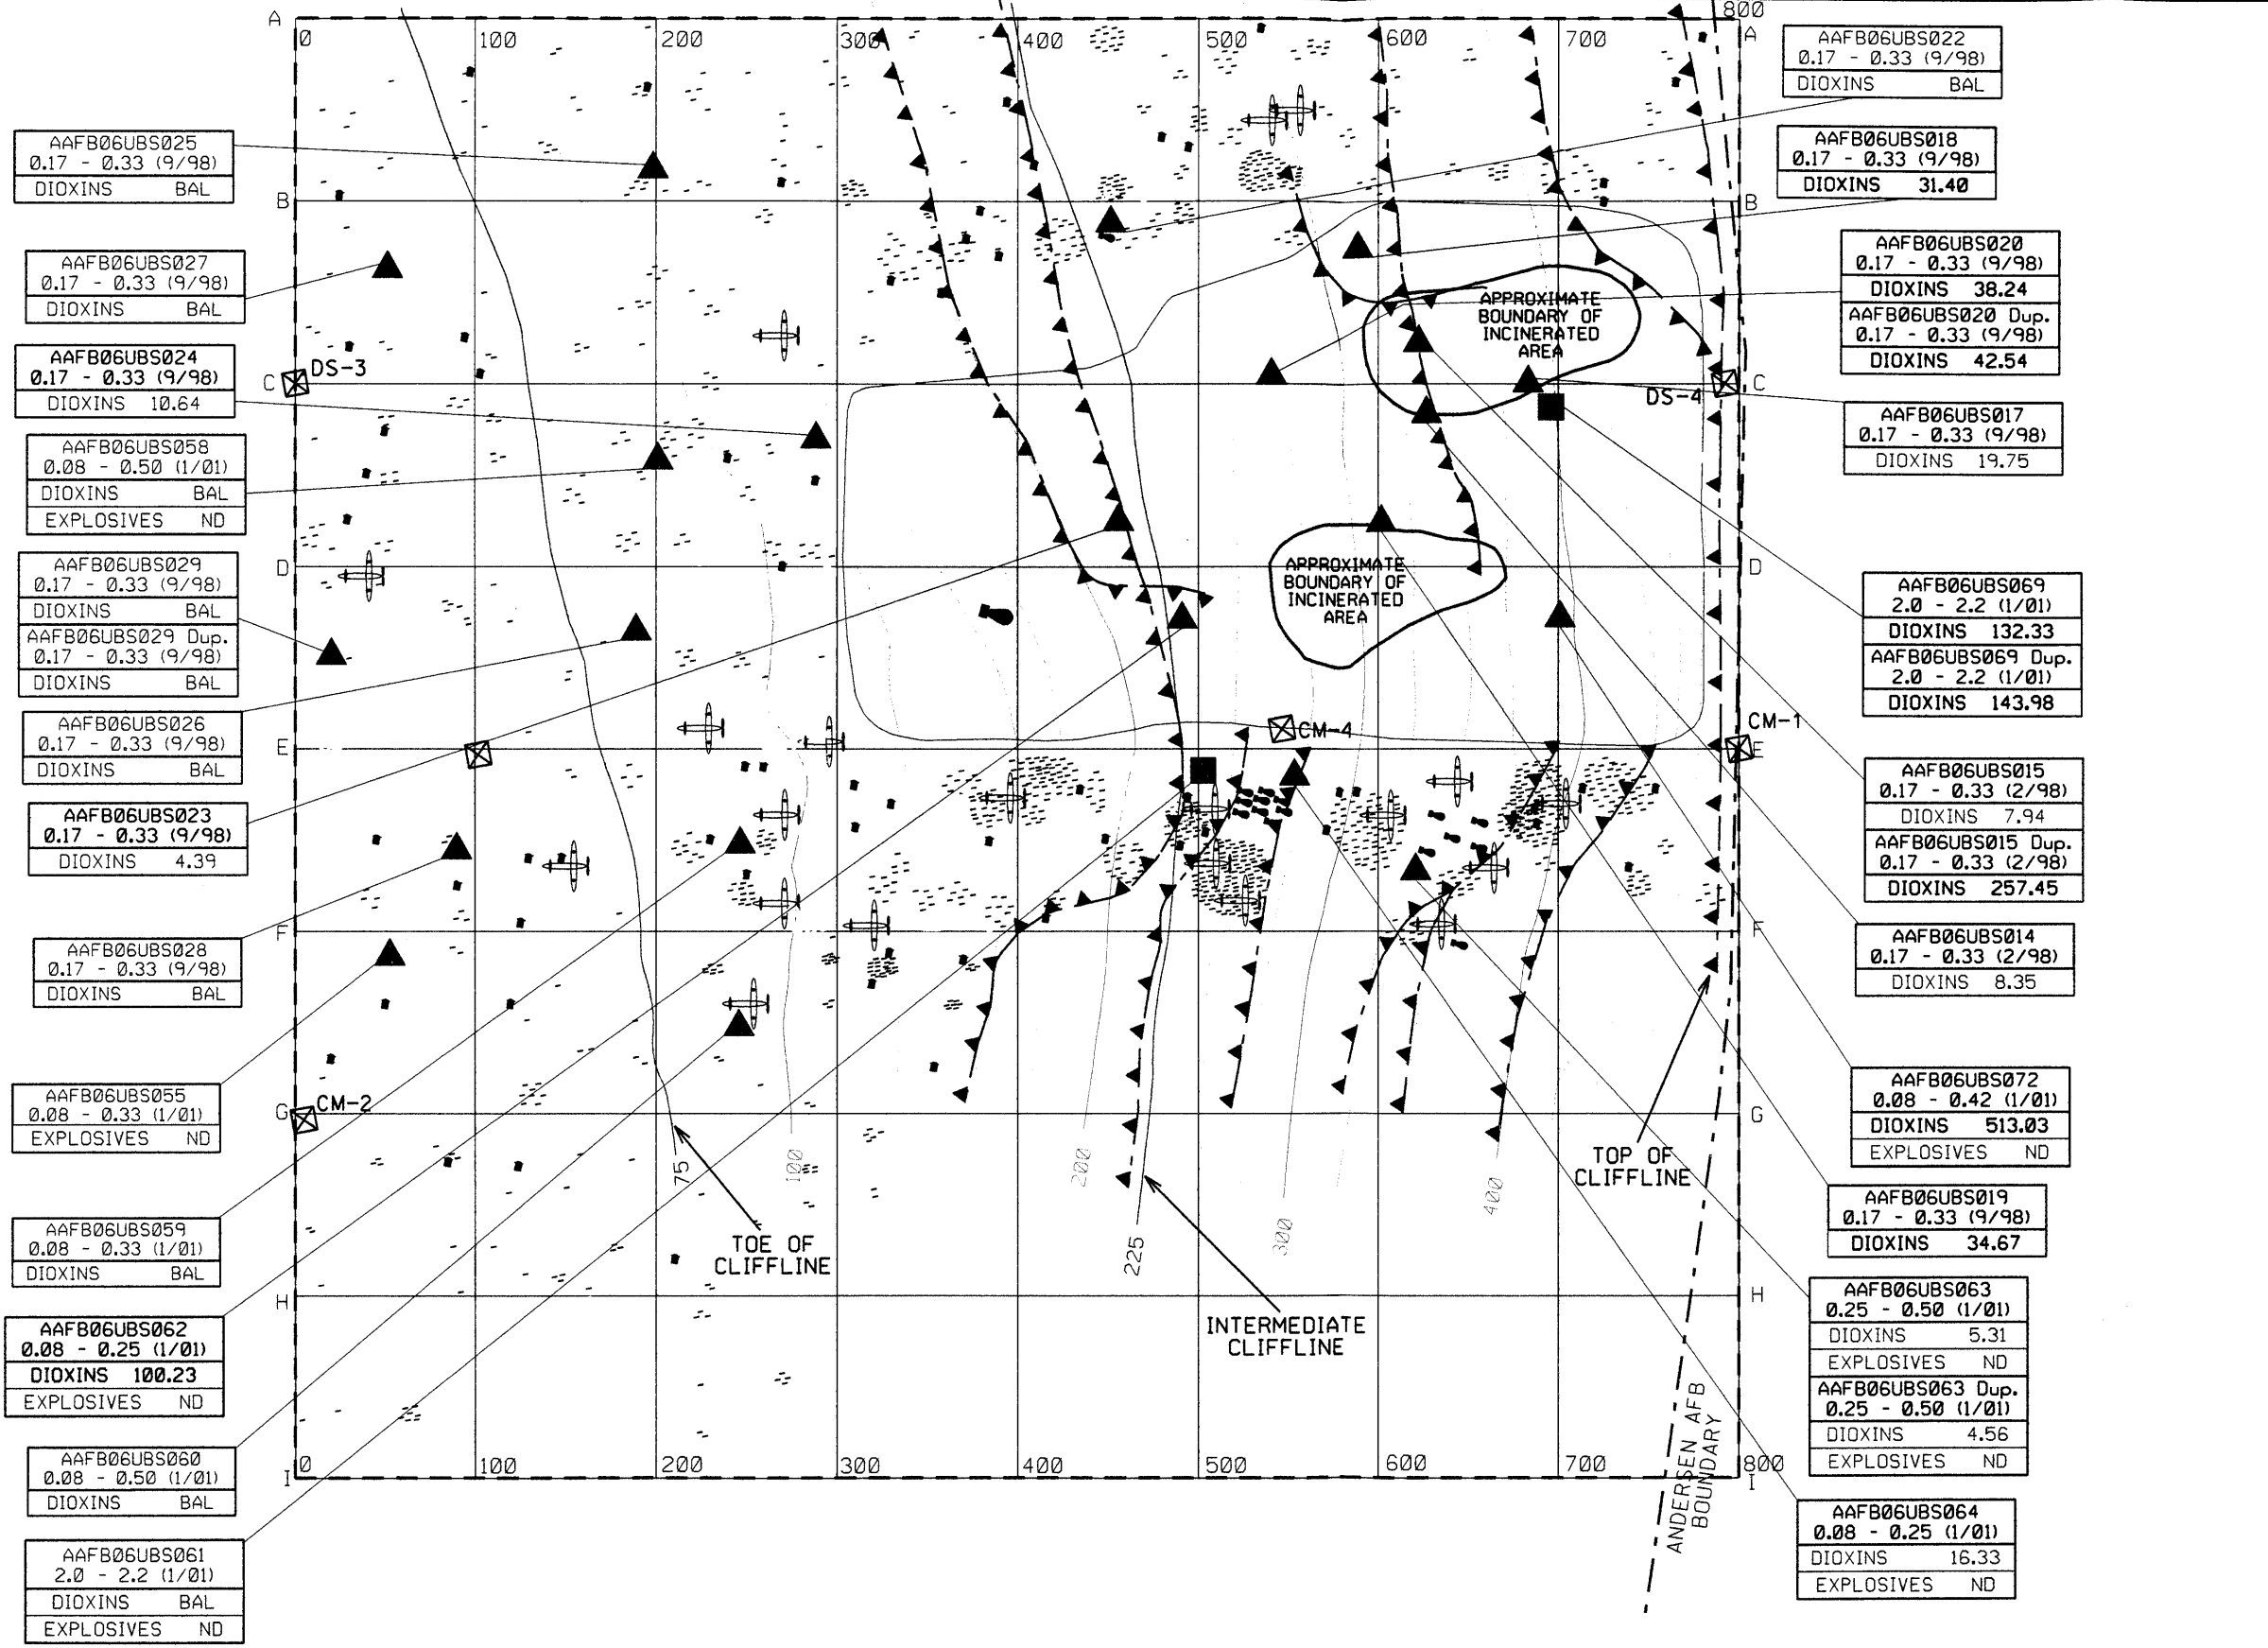 A
0
100
200
300
400
500
600
700
800
A
AAFB06UBS022
0.17 - 0.33 (9/98)
DIOXINS BAL
AAFB06UBS025
0.17 - 0.33 (9/98)
DIOXINS BAL
AAFB06UBS018
0.17 - 0.33 (9/98)
DIOXINS 31.40
B
B
AAFB06UBS027
0.17 - 0.33 (9/98)
DIOXINS BAL
AAFB06UBS020
0.17 - 0.33 (9/98)
DIOXINS 38.24
AAFB06UBS020 Dup.
0.17 - 0.33 (9/98)
DIOXINS 42.54
APPROXIMATE
BOUNDARY OF
INCINERATED
AREA
AAFB06UBS024
0.17 - 0.33 (9/98)
DIOXINS 10.64
C
DS-3
DS-4
C
AAFB06UBS017
0.17 - 0.33 (9/98)
DIOXINS 19.75
AAFB06UBS058
0.08 - 0.50 (1/01)
DIOXINS BAL
EXPLOSIVES ND
AAFB06UBS029
0.17 - 0.33 (9/98)
DIOXINS BAL
AAFB06UBS029 Dup.
0.17 - 0.33 (9/98)
DIOXINS BAL
D
D
APPROXIMATE
BOUNDARY OF
INCINERATED
AREA
AAFB06UBS069
2.0 - 2.2 (1/01)
DIOXINS 132.33
AAFB06UBS069 Dup.
2.0 - 2.2 (1/01)
DIOXINS 143.98
AAFB06UBS026
0.17 - 0.33 (9/98)
DIOXINS BAL
E
CM-4
CM-1
E
AAFB06UBS015
0.17 - 0.33 (2/98)
DIOXINS 7.94
AAFB06UBS015 Dup.
0.17 - 0.33 (2/98)
DIOXINS 257.45
AAFB06UBS023
0.17 - 0.33 (9/98)
DIOXINS 4.39
F
F
AAFB06UBS028
0.17 - 0.33 (9/98)
DIOXINS BAL
AAFB06UBS014
0.17 - 0.33 (2/98)
DIOXINS 8.35
AAFB06UBS055
0.08 - 0.33 (1/01)
EXPLOSIVES ND
G
CM-2
G
AAFB06UBS072
0.08 - 0.42 (1/01)
DIOXINS 513.03
EXPLOSIVES ND
75
100
200
225
300
400
TOP OF
CLIFFLINE
AAFB06UBS019
0.17 - 0.33 (9/98)
DIOXINS 34.67
AAFB06UBS059
0.08 - 0.33 (1/01)
DIOXINS BAL
TOE OF
CLIFFLINE
H
H
INTERMEDIATE
CLIFFLINE
AAFB06UBS063
0.25 - 0.50 (1/01)
DIOXINS 5.31
EXPLOSIVES ND
AAFB06UBS063 Dup.
0.25 - 0.50 (1/01)
DIOXINS 4.56
EXPLOSIVES ND
AAFB06UBS062
0.08 - 0.25 (1/01)
DIOXINS 100.23
EXPLOSIVES ND
AAFB06UBS060
0.08 - 0.50 (1/01)
DIOXINS BAL
I
0
100
200
300
400
500
600
700
800
I
ANDERSEN AFB
BOUNDARY
AAFB06UBS064
0.08 - 0.25 (1/01)
DIOXINS 16.33
EXPLOSIVES ND
AAFB06UBS061
2.0 - 2.2 (1/01)
DIOXINS BAL
EXPLOSIVES ND